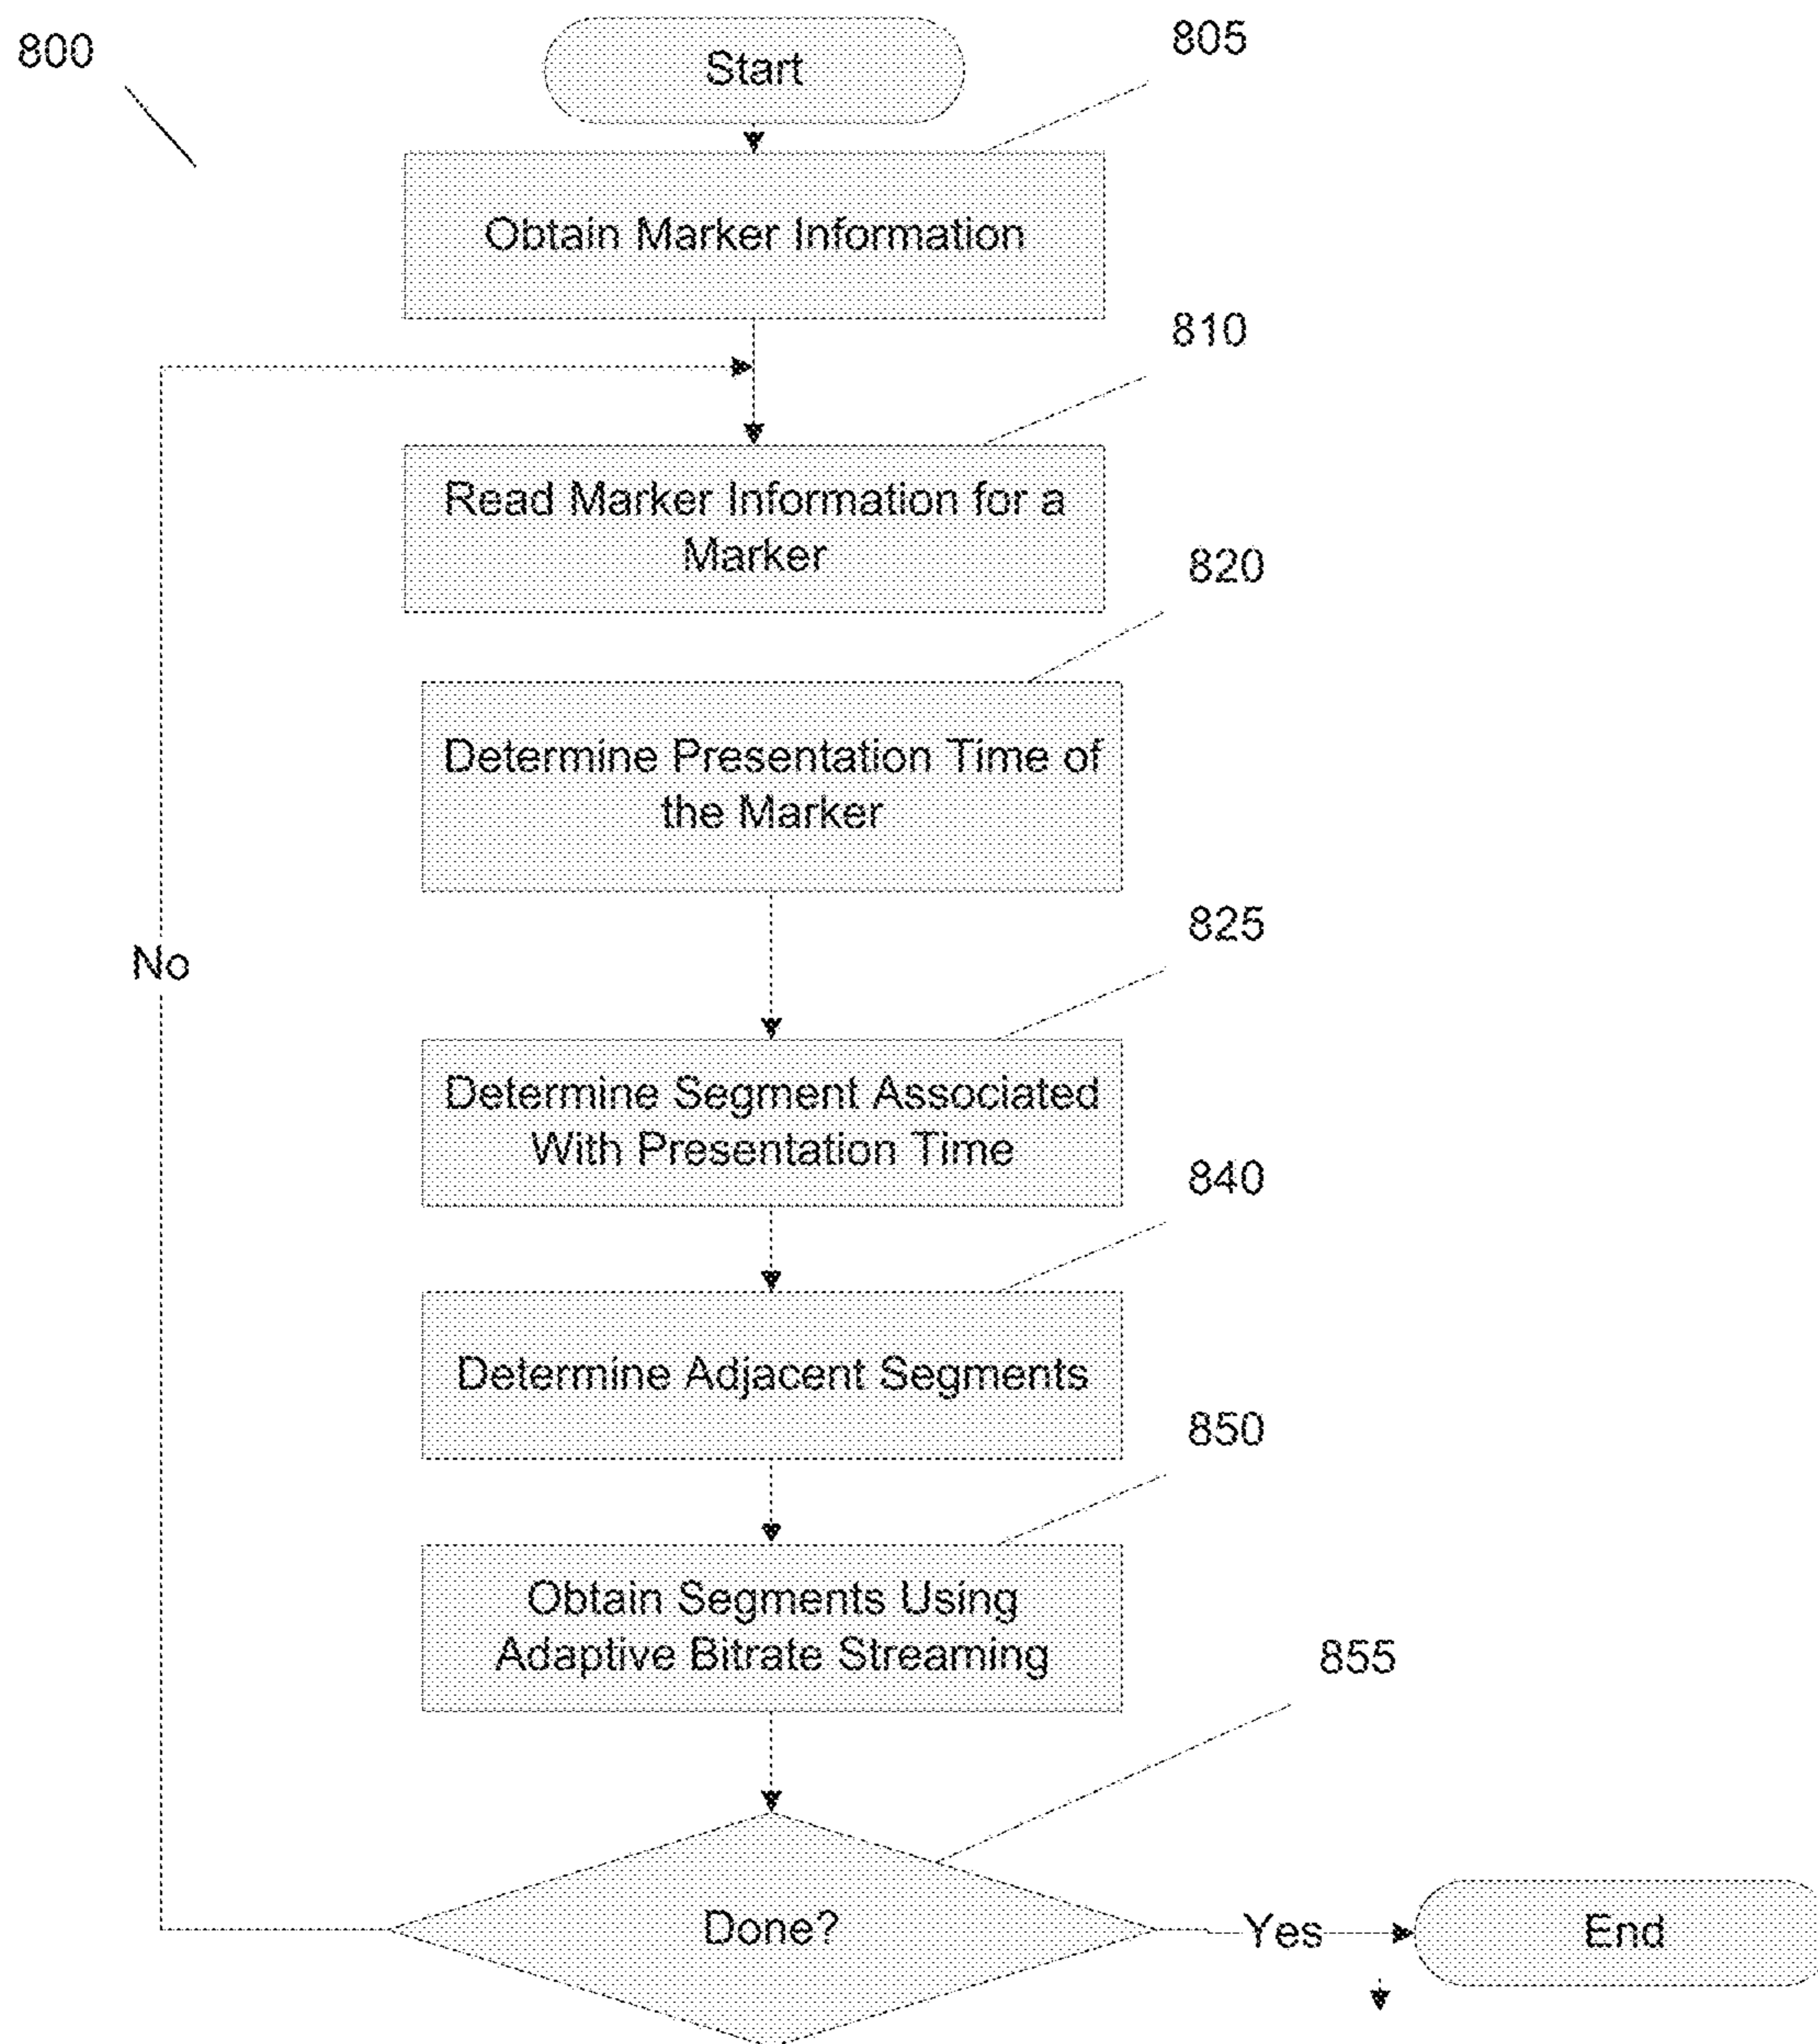 800
Start
805
Obtain Marker Information
810
Read Marker Information for a
Marker
820
Determine Presentation Time of
the Marker
825
No
Determine Segment Associated
With Presentation Time
840
Determine Adjacent Segments
850
Obtain Segments Using
Adaptive Bitrate Streaming
855
Done?
Yes
End